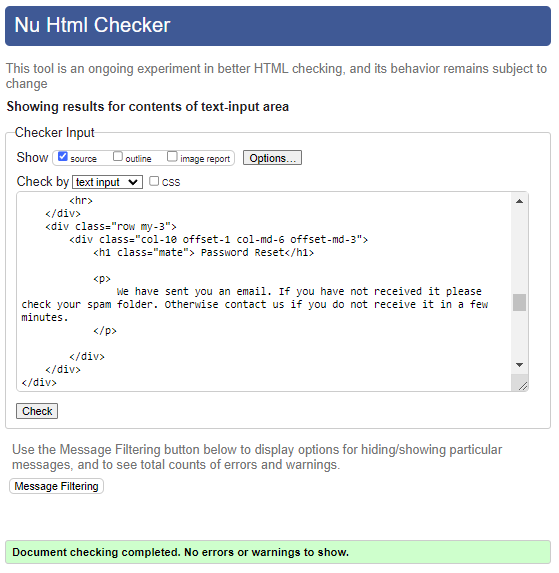 Nu Html Checker
This tool is an ongoing experiment in better HTML checking, and its behavior remains subject to
change
Showing results for contents of text-input area
Checker Input
Show source outline image report Options...
Check by text input CSS
<hr>
</div>
<div class="row my-3">
<div class="col-10 offset-1 col-md-6 offset-md-3">
<h1 class="mate"> Password Reset</h1>
<p>
We have sent you an email. If you have not received it please
check your spam folder. Otherwise contact us if you do not receive it in a few
minutes.
</p>
</div>
</div>
</div>
Check
Use the Message Filtering button below to display options for hiding/showing particular
messages, and to see total counts of errors and warnings.
Message Filtering
Document checking completed. No errors or warnings to show.